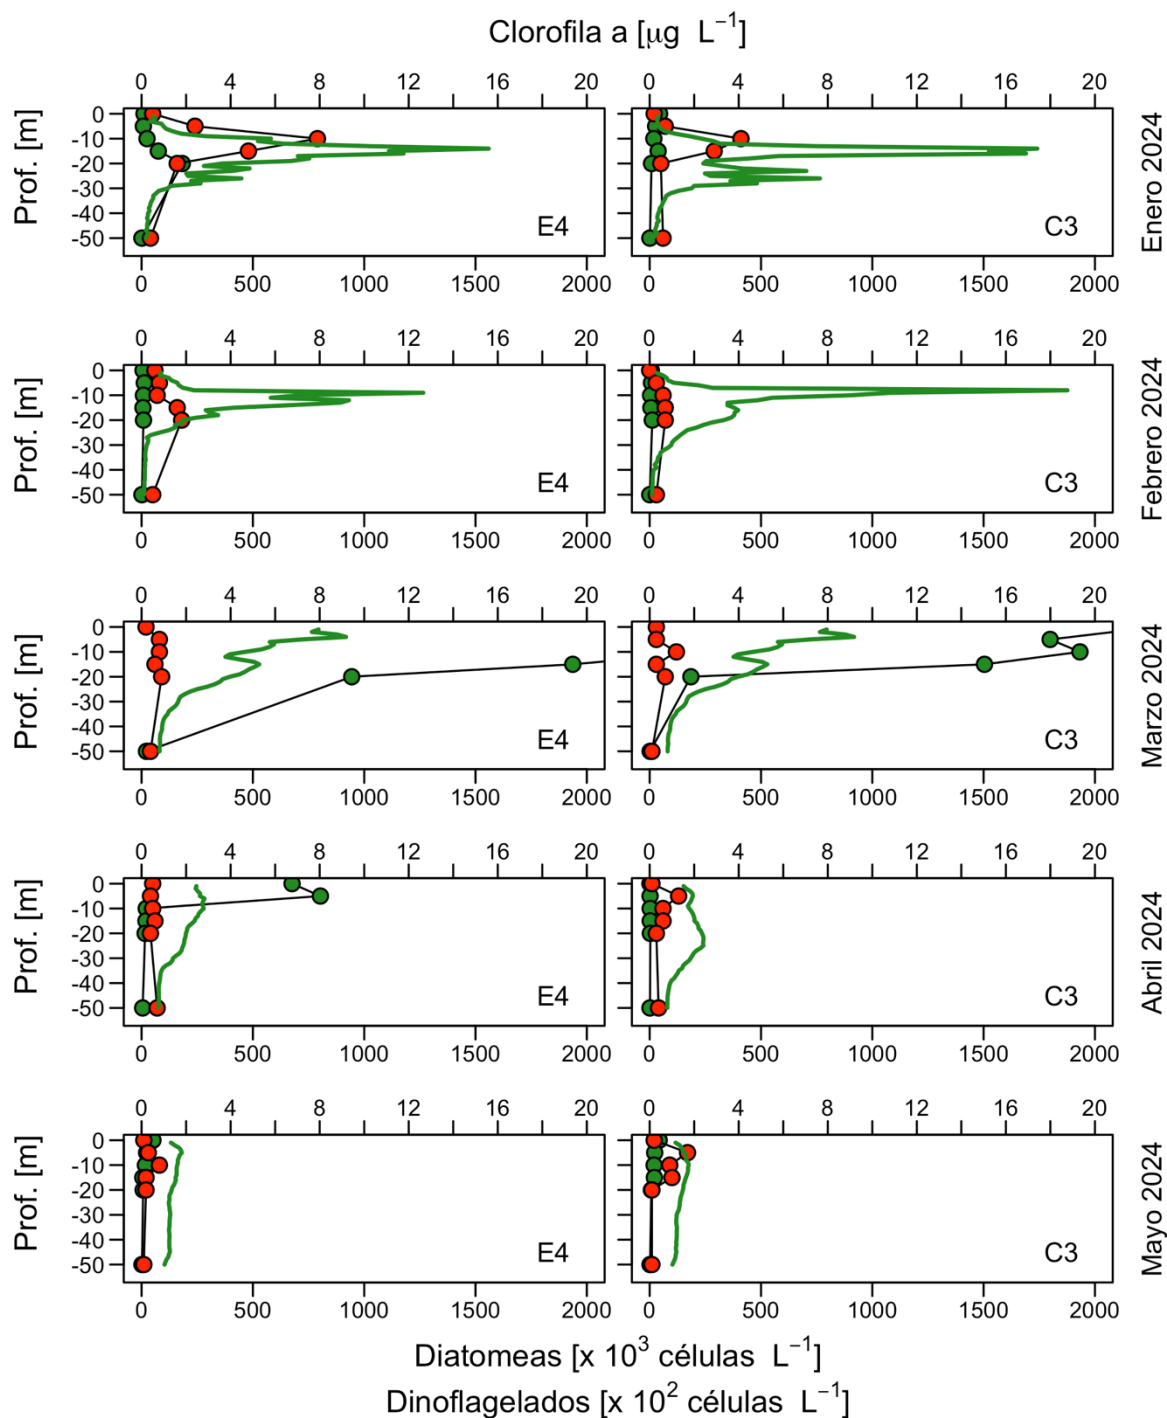 Clorofila a [µg L⁻¹]
0 4 8 12 16 20 0 4 8 12 16 20
Prof. [m]
0
-10
-20
-30
-40
-50
E4 C3
Enero 2024
0 500 1000 1500 2000 0 500 1000 1500 2000
0 4 8 12 16 20 0 4 8 12 16 20
Prof. [m]
0
-10
-20
-30
-40
-50
E4 C3
Febrero 2024
0 500 1000 1500 2000 0 500 1000 1500 2000
0 4 8 12 16 20 0 4 8 12 16 20
Prof. [m]
0
-10
-20
-30
-40
-50
E4 C3
Marzo 2024
0 500 1000 1500 2000 0 500 1000 1500 2000
0 4 8 12 16 20 0 4 8 12 16 20
Prof. [m]
0
-10
-20
-30
-40
-50
E4 C3
Abril 2024
0 500 1000 1500 2000 0 500 1000 1500 2000
0 4 8 12 16 20 0 4 8 12 16 20
Prof. [m]
0
-10
-20
-30
-40
-50
E4 C3
Mayo 2024
0 500 1000 1500 2000 0 500 1000 1500 2000
Diatomeas [x 10³ células L⁻¹]
Dinoflagelados [x 10² células L⁻¹]